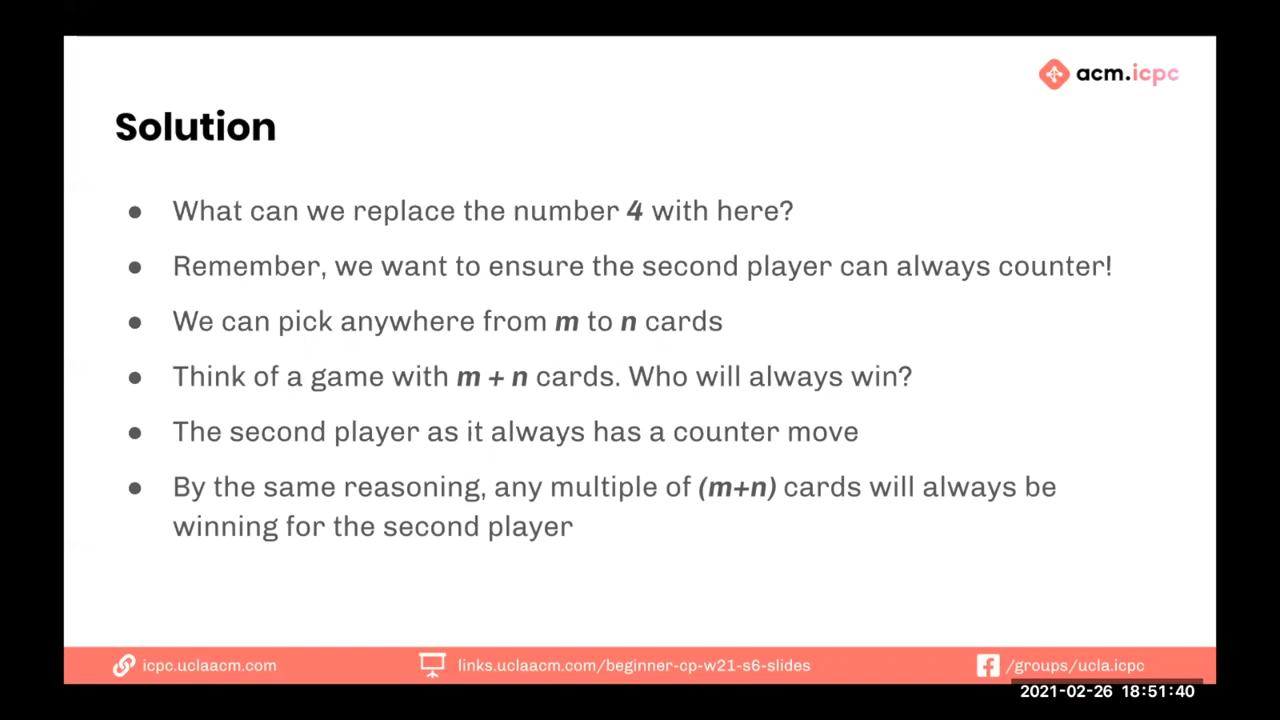 acm.icpc
Solution
● What can we replace the number 4 with here?
● Remember, we want to ensure the second player can always counter!
● We can pick anywhere from m to n cards
● Think of a game with m + n cards. Who will always win?
● The second player as it always has a counter move
● By the same reasoning, any multiple of (m+n) cards will always be
winning for the second player
icpc.uclaacm.com
links.uclaacm.com/beginner-cp-w21-s6-slides
/groups/ucla.icpc
2021-02-26 18:51:40